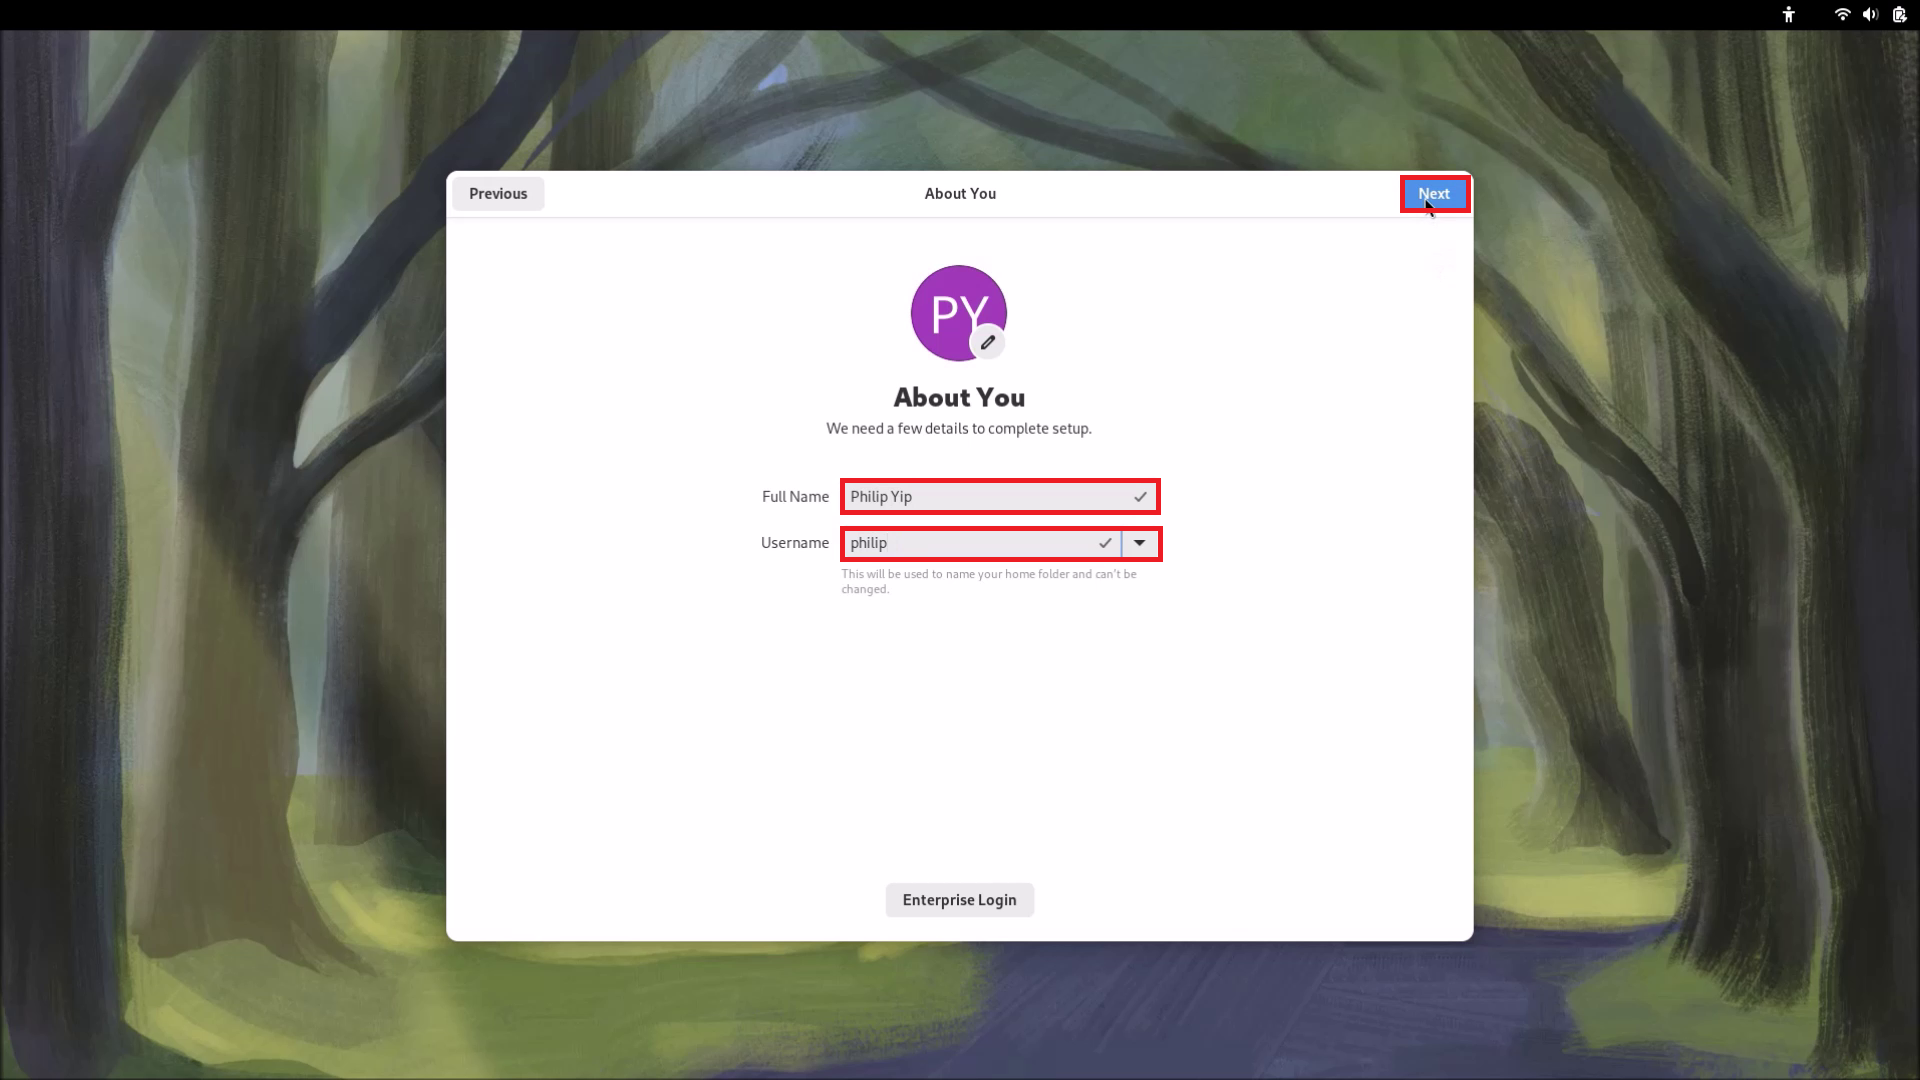 Previous
About You
Next
PY
About You
We need a few details to complete setup.
Full Name Philip Yip
Username philip
This will be used to name your home folder and can't be
changed.
Enterprise Login